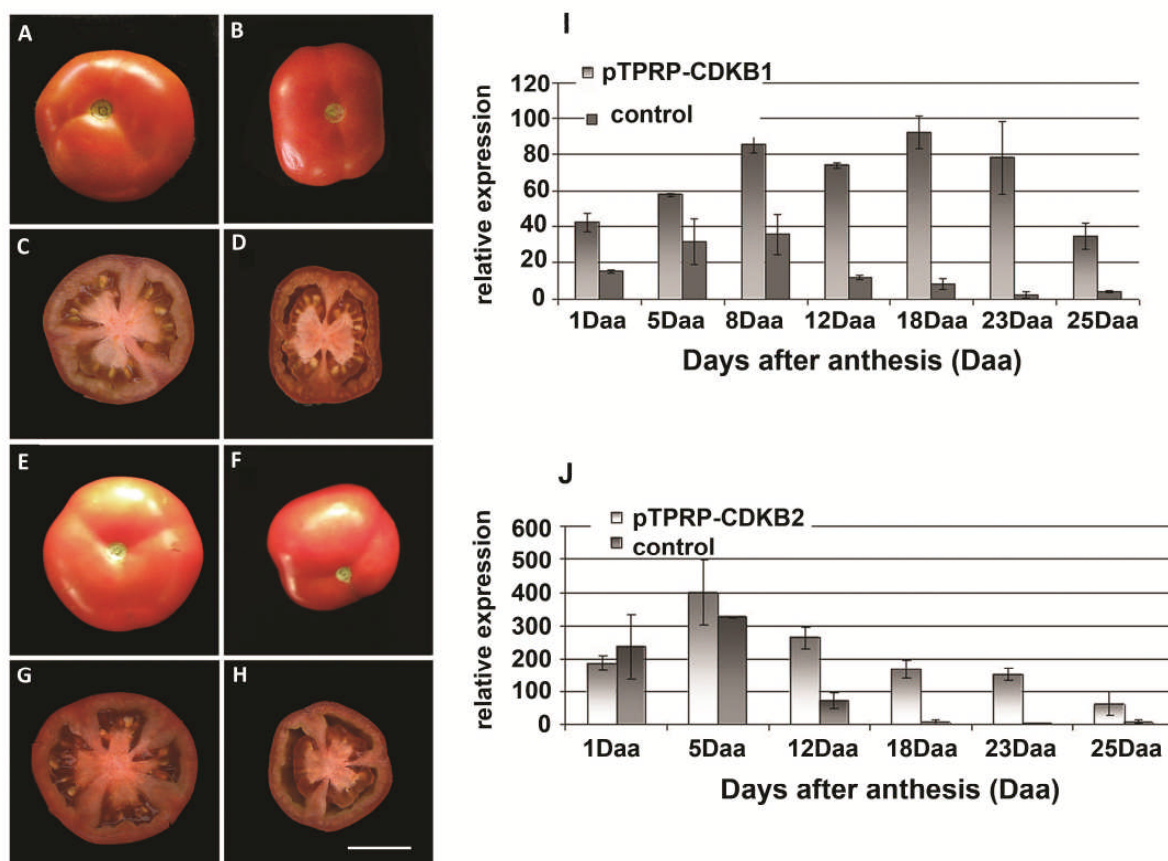 A
B
C
D
E
F
G
H
I
pTPRP-CDKB1
control
relative expression
120
100
80
60
40
20
0
1Daa 5Daa 8Daa 12Daa 18Daa 23Daa 25Daa
Days after anthesis (Daa)
J
pTPRP-CDKB2
control
relative expression
600
500
400
300
200
100
0
1Daa 5Daa 12Daa 18Daa 23Daa 25Daa
Days after anthesis (Daa)